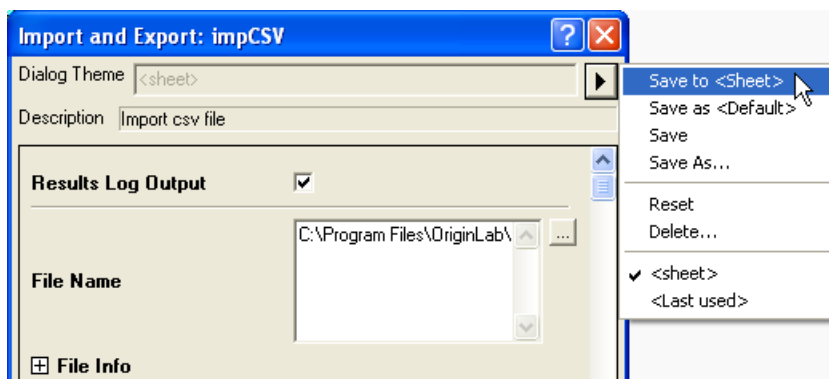 Import and Export: impCSV
?
Dialog Theme <sheet>
Description Import csv file
Results Log Output
File Name
C:\Program Files\OriginLab\
...
File Info
Save to <Sheet>
Save as <Default>
Save
Save As...
Reset
Delete...
<sheet>
<Last used>